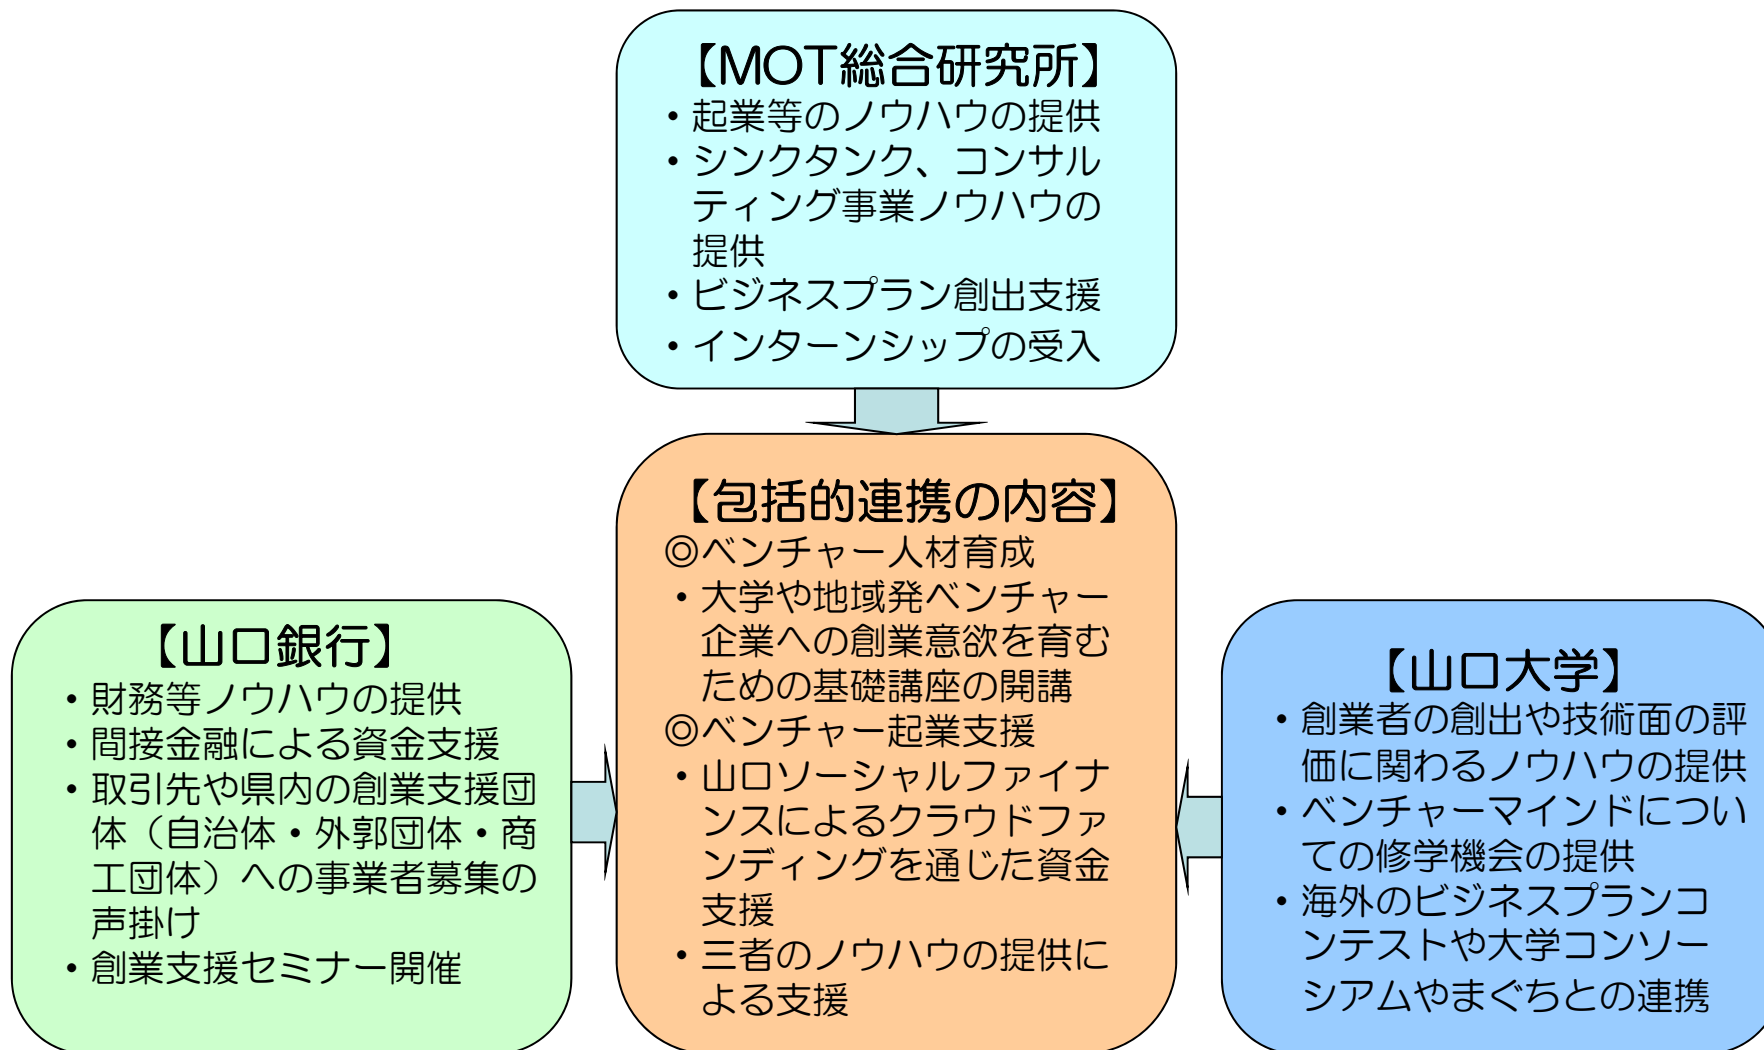 【MOT総合研究所】
・起業等のノウハウの提供
・シンクタンク、コンサル
ティング事業ノウハウの
提供
・ビジネスプラン創出支援
・インターンシップの受入
【包括的連携の内容】
◎ベンチャー人材育成
・大学や地域発ベンチャー
企業への創業意欲を育む
ための基礎講座の開講
◎ベンチャー起業支援
・山口ソーシャルファイナ
ンスによるクラウドファ
ンディングを通じた資金
支援
・三者のノウハウの提供に
よる支援
【山口銀行】
・財務等ノウハウの提供
・間接金融による資金支援
・取引先や県内の創業支援団
体（自治体・外郭団体・商
工団体）への事業者募集の
声掛け
・創業支援セミナー開催
【山口大学】
・創業者の創出や技術面の評
価に関わるノウハウの提供
・ベンチャーマインドについ
ての修学機会の提供
・海外のビジネスプランコ
ンテストや大学コンソー
シアムやまぐちとの連携